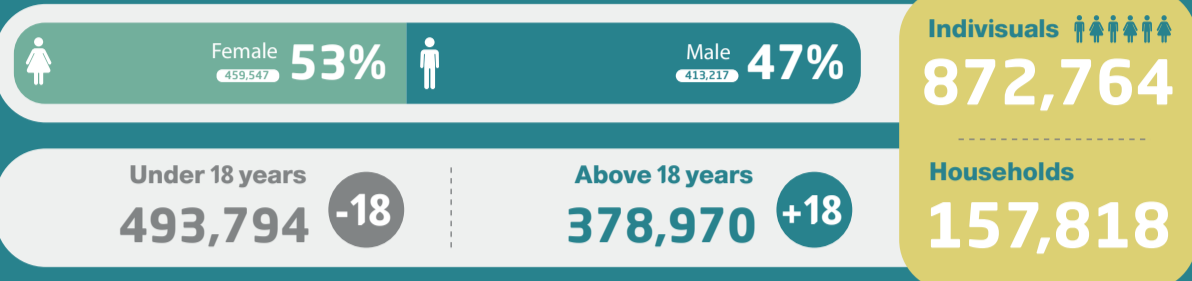 Female
459,547
53%
Male
413,217
47%
Indivisuals
872,764
Under 18 years
493,794
-18
Above 18 years
378,970
+18
Households
157,818